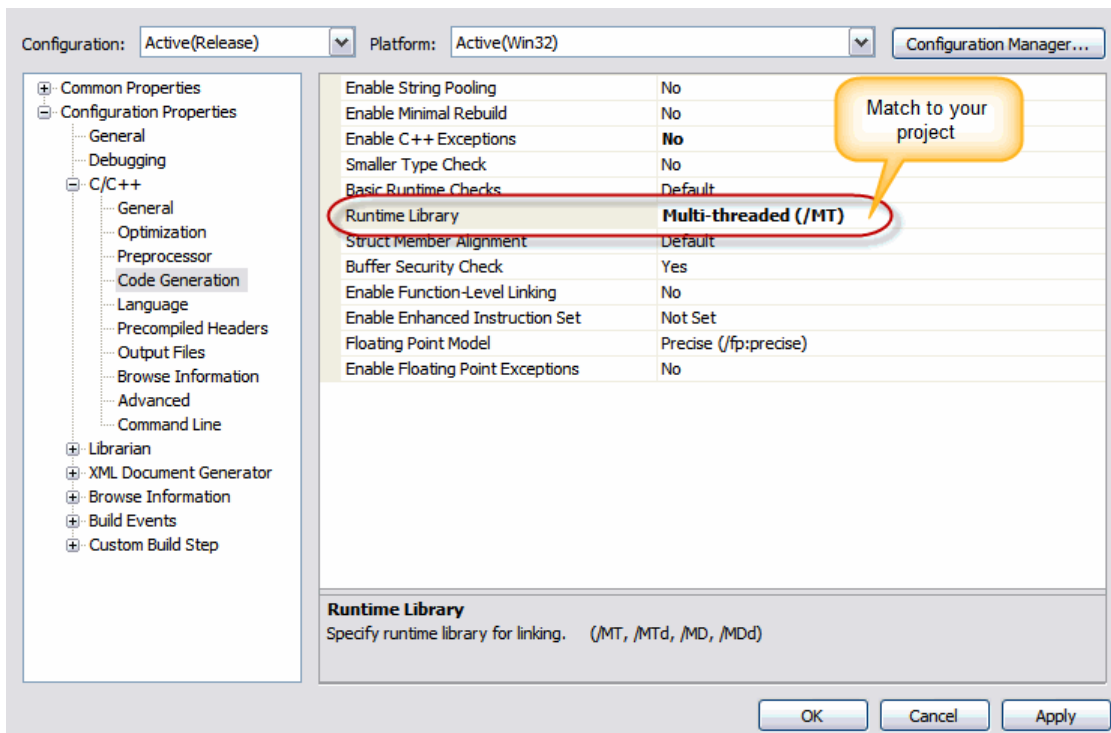 Configuration: Active(Release) Platform: Active(Win32) Configuration Manager...
Common Properties
Configuration Properties
General
Debugging
C/C++
General
Optimization
Preprocessor
Code Generation
Language
Precompiled Headers
Output Files
Browse Information
Advanced
Command Line
Librarian
XML Document Generator
Browse Information
Build Events
Custom Build Step
Enable String Pooling No
Enable Minimal Rebuild No
Enable C++ Exceptions No
Smaller Type Check No
Basic Runtime Checks Default
Runtime Library Multi-threaded (/MT)
Struct Member Alignment Default
Buffer Security Check Yes
Enable Function-Level Linking No
Enable Enhanced Instruction Set Not Set
Floating Point Model Precise (/fp:precise)
Enable Floating Point Exceptions No
Match to your
project
Runtime Library
Specify runtime library for linking. (/MT, /MTd, /MD, /MDd)
OK Cancel Apply